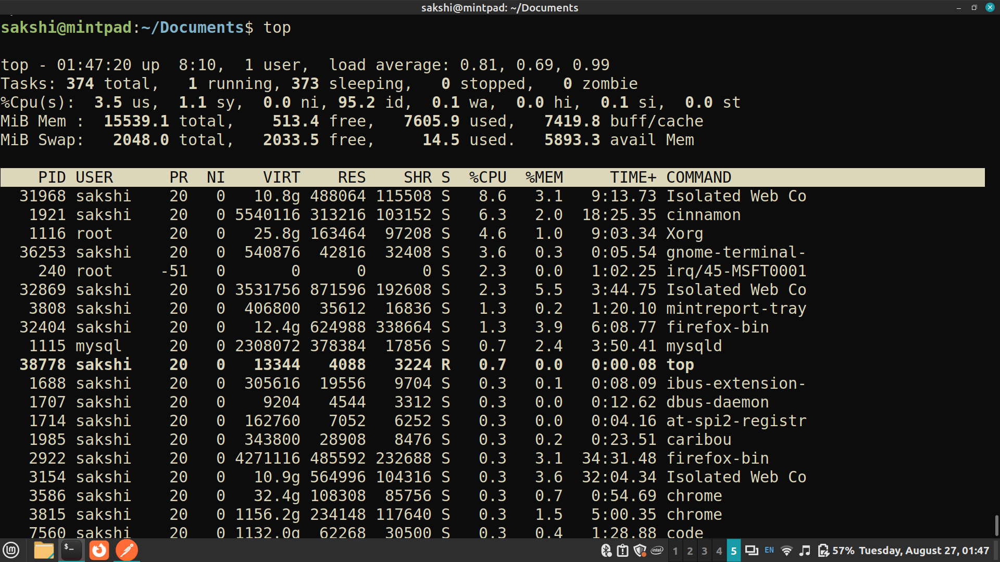 sakshi@mintpad: ~/Documents
sakshi@mintpad:~/Documents$ top
top - 01:47:20 up  8:10,  1 user,  load average: 0.81, 0.69, 0.99
Tasks: 374 total,   1 running, 373 sleeping,   0 stopped,   0 zombie
%Cpu(s):  3.5 us,  1.1 sy,  0.0 ni, 95.2 id,  0.1 wa,  0.0 hi,  0.1 si,  0.0 st
MiB Mem :  15539.1 total,    513.4 free,   7605.9 used,   7419.8 buff/cache
MiB Swap:   2048.0 total,   2033.5 free,     14.5 used.   5893.3 avail Mem
    PID USER      PR  NI    VIRT    RES    SHR S  %CPU  %MEM     TIME+ COMMAND
  31968 sakshi    20   0   10.8g 488064 115508 S   8.6   3.1   9:13.73 Isolated Web Co
   1921 sakshi    20   0 5540116 313216 103152 S   6.3   2.0  18:25.35 cinnamon
   1116 root      20   0   25.8g 163464  97208 S   4.6   1.0   9:03.34 Xorg
  36253 sakshi    20   0  540876  42816  32408 S   3.6   0.3   0:05.54 gnome-terminal-
    240 root     -51   0       0      0      0 S   2.3   0.0   1:02.25 irq/45-MSFT0001
  32869 sakshi    20   0 3531756 871596 192608 S   2.3   5.5   3:44.75 Isolated Web Co
   3808 sakshi    20   0  406800  35612  16836 S   1.3   0.2   1:20.10 mintreport-tray
  32404 sakshi    20   0   12.4g 624988 338664 S   1.3   3.9   6:08.77 firefox-bin
   1115 mysql     20   0 2308072 378384  17856 S   0.7   2.4   3:50.41 mysqld
  38778 sakshi    20   0   13344   4088   3224 R   0.7   0.0   0:00.08 top
   1688 sakshi    20   0  305616  19556   9704 S   0.3   0.1   0:08.09 ibus-extension-
   1707 sakshi    20   0    9204   4544   3312 S   0.3   0.0   0:12.62 dbus-daemon
   1714 sakshi    20   0  162760   7052   6252 S   0.3   0.0   0:04.16 at-spi2-registr
   1985 sakshi    20   0  343800  28908   8476 S   0.3   0.2   0:23.51 caribou
   2922 sakshi    20   0 4271116 485592 232688 S   0.3   3.1  34:31.48 firefox-bin
   3154 sakshi    20   0   10.9g 564996 104316 S   0.3   3.6  32:04.34 Isolated Web Co
   3586 sakshi    20   0   32.4g 108308  85756 S   0.3   0.7   0:54.69 chrome
   3815 sakshi    20   0 1156.2g 234148 117640 S   0.3   1.5   5:00.35 chrome
   7560 sakshi    20   0 1132.0g  62268  30500 S   0.3   0.4   1:28.88 code
$_ intel 1 2 3 4 5 EN 57% Tuesday, August 27, 01:47